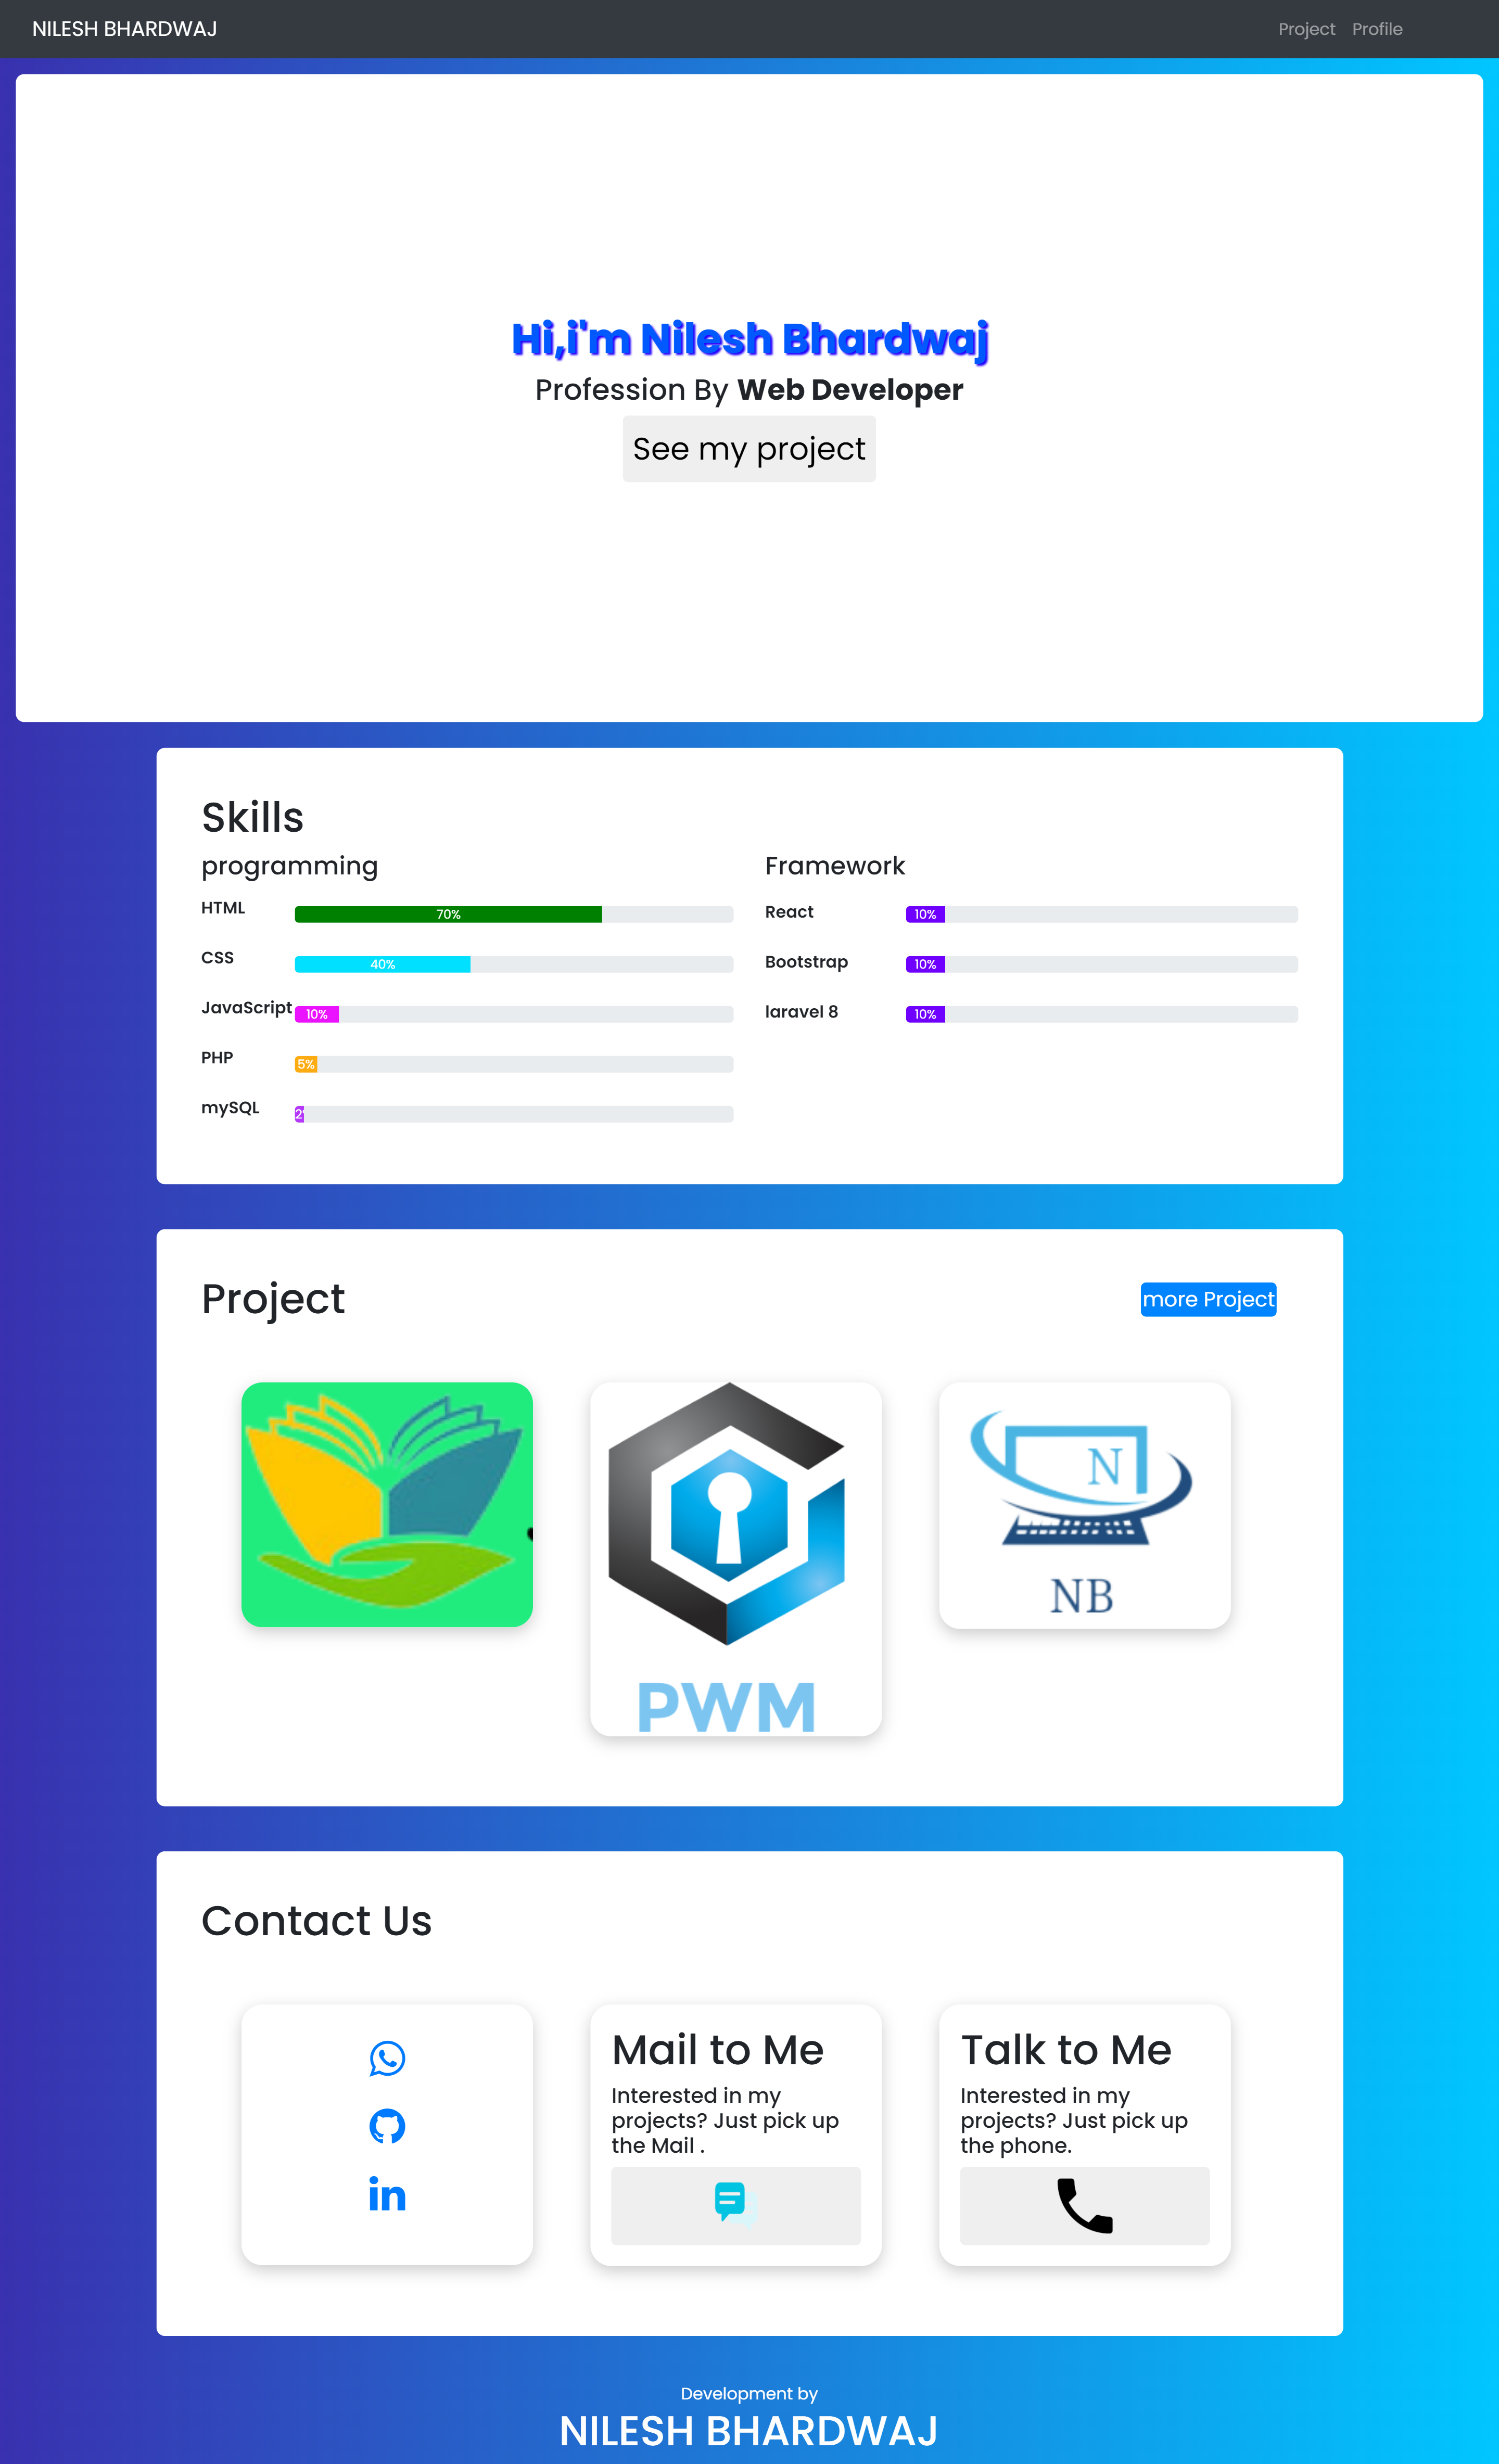 NILESH BHARDWAJ
Project Profile
Hi,i'm Nilesh Bhardwaj
Profession By Web Developer
See my project
Skills
programming
HTML 70%
CSS 40%
JavaScript 10%
PHP 5%
mySQL 2
Framework
React 10%
Bootstrap 10%
laravel 8 10%
Project
more Project
PWM
N
NB
Contact Us
Mail to Me
Interested in my
projects? Just pick up
the Mail .
Talk to Me
Interested in my
projects? Just pick up
the phone.
Development by
NILESH BHARDWAJ